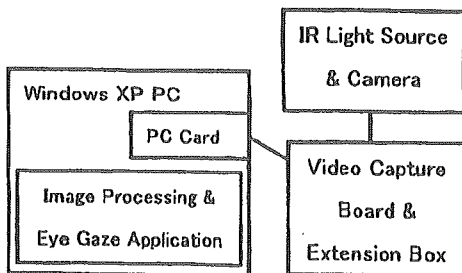 IR Light Source
& Camera
Windows XP PC
PC Card
Image Processing &
Eye Gaze Application
Video Capture
Board &
Extension Box